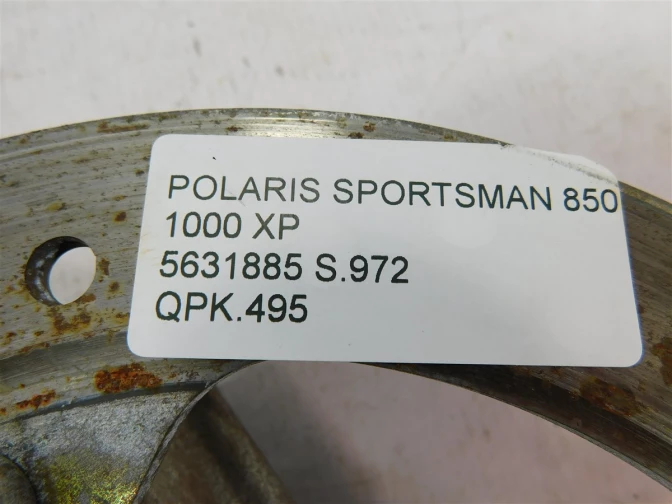 POLARIS SPORTSMAN 850
1000 XP
5631885 S.972
QPK.495